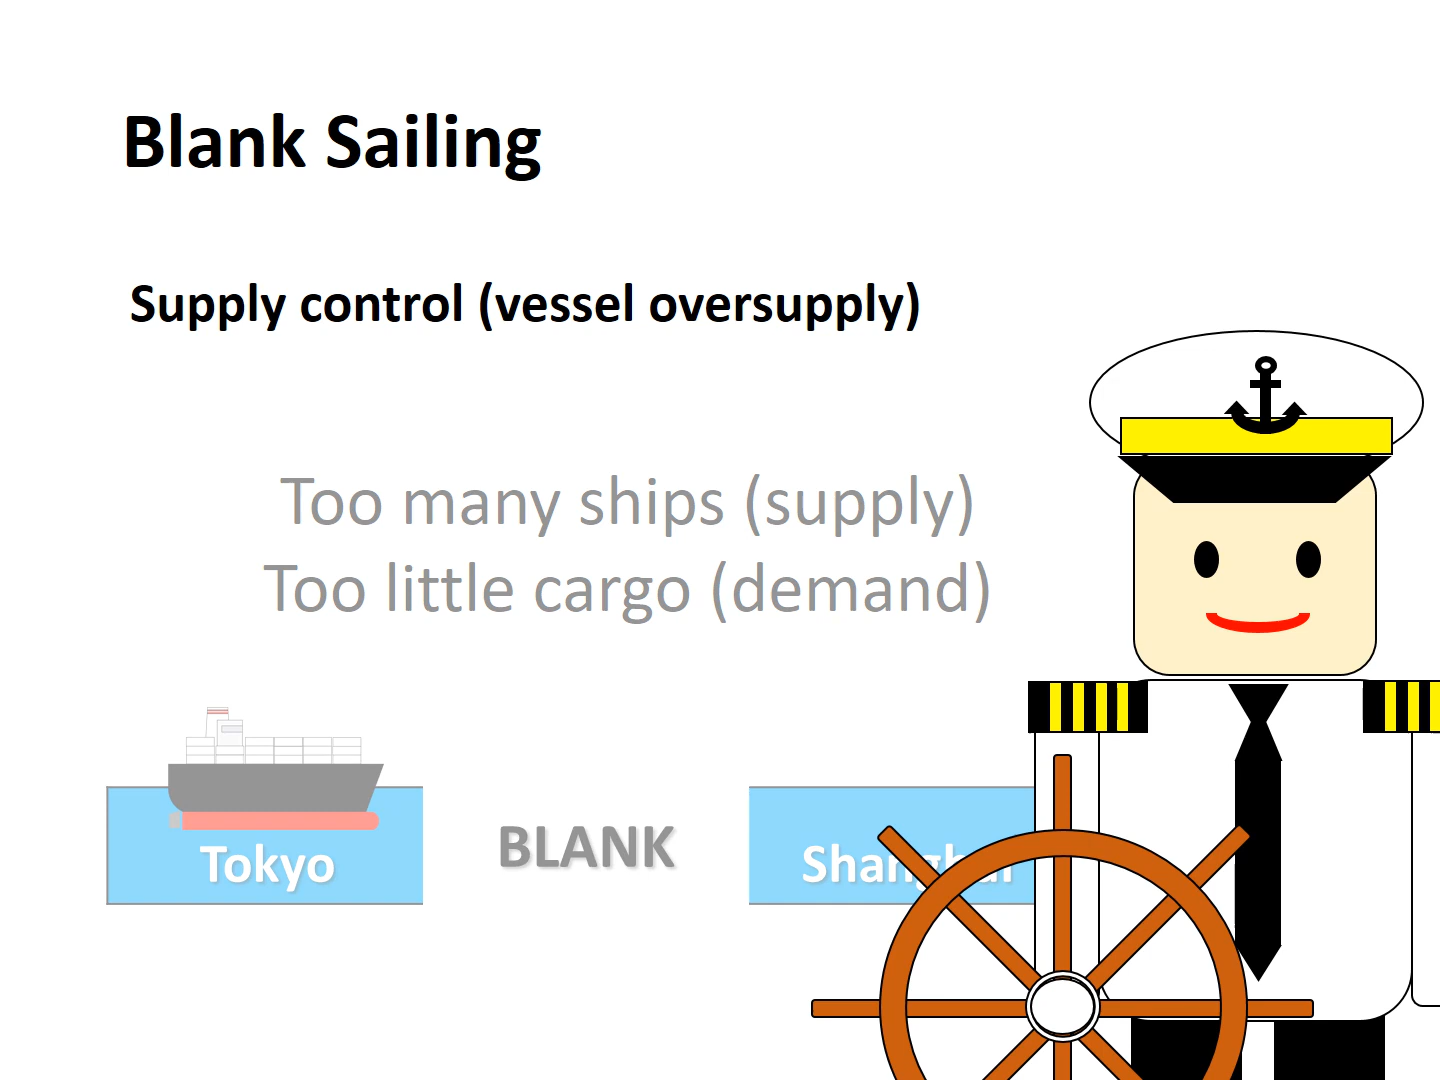 Blank Sailing
Supply control (vessel oversupply)
Too many ships (supply)
Too little cargo (demand)
Tokyo
BLANK
Shanghai